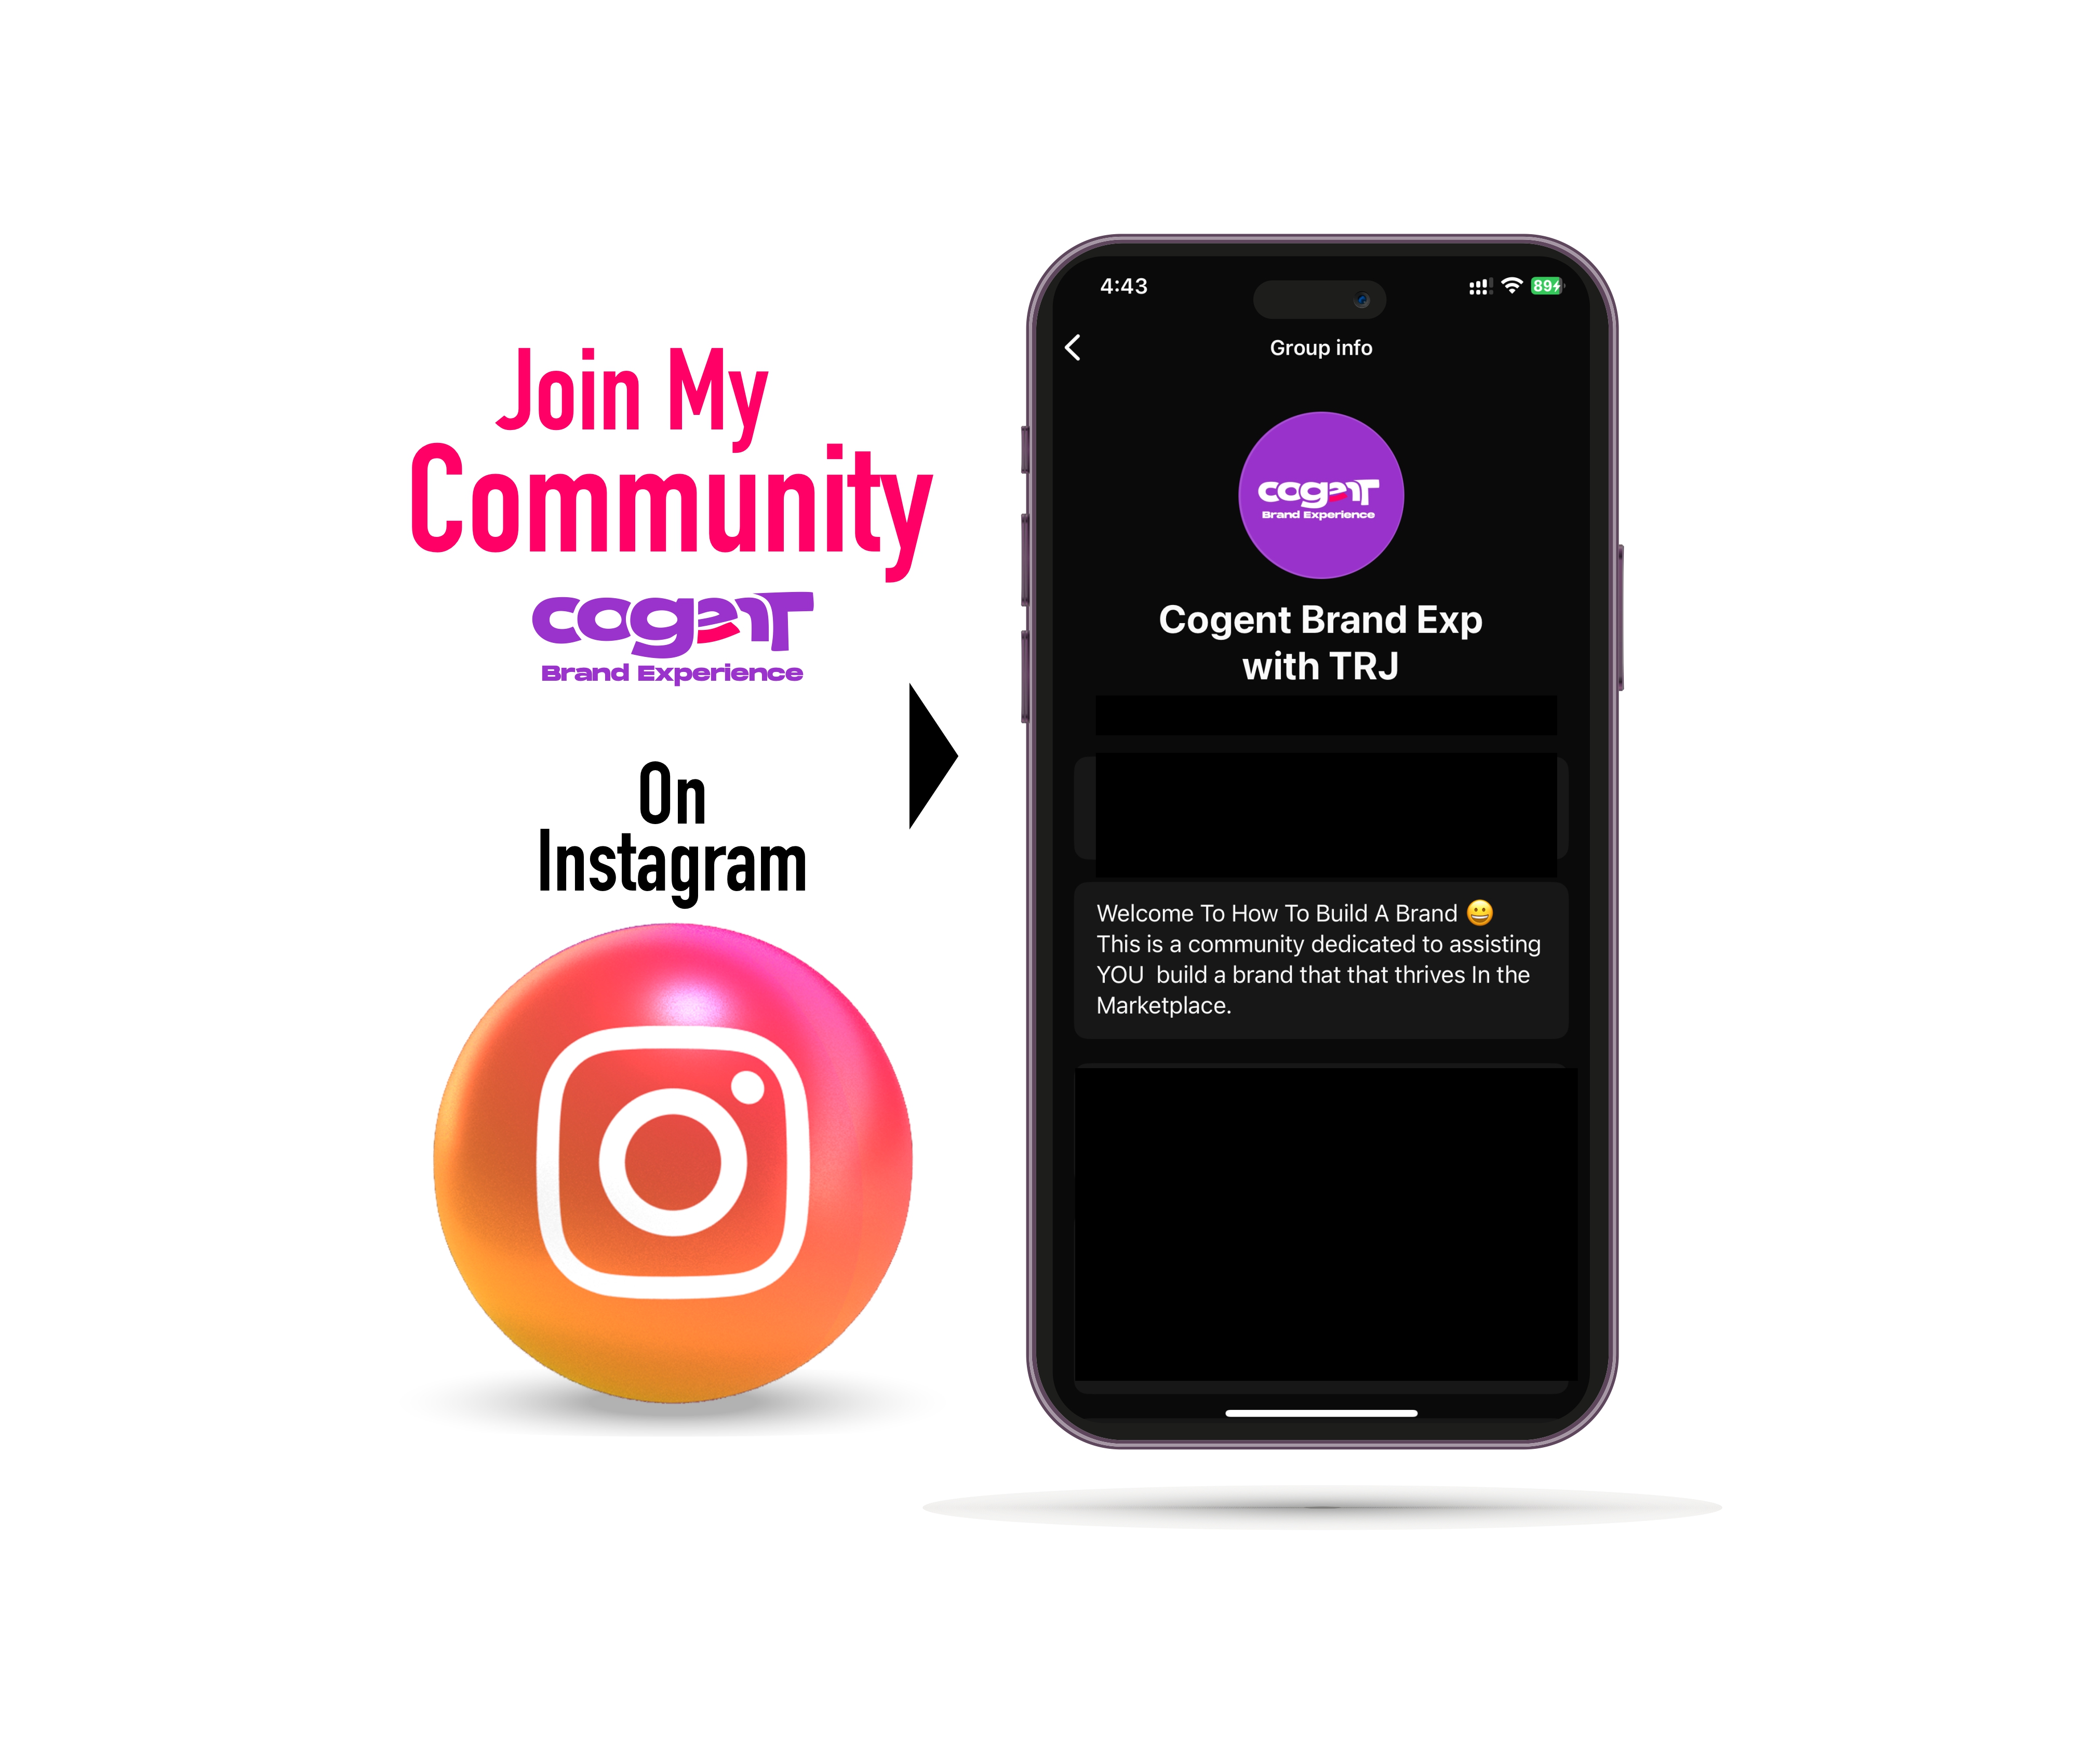 Join My
Community
cogenT
Brand Experience
On
Instagram
4:43
89
Group info
cogenT
Brand Experience
Cogent Brand Exp
with TRJ
Welcome To How To Build A Brand 😀
This is a community dedicated to assisting
YOU  build a brand that that thrives In the
Marketplace.